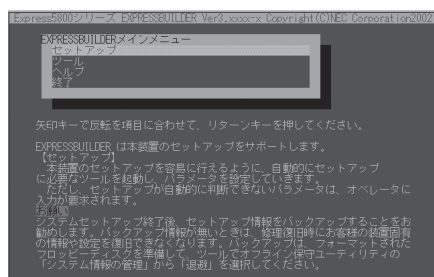 Express5800シリーズ EXPRESSBUILDER Ver3.xxxx-x Copyright(C)NEC Corporation2002
EXPRESSBUILDERメインメニュー
セットアップ
ツール
ヘルプ
終了
矢印キーで反転を項目に合わせて、リターンキーを押してください。
EXPRESSBUILDER は本装置のセットアップをサポートします。
【セットアップ】
本装置のセットアップを容易に行えるように、自動的にセットアップ
に必要なツールを起動し、パラメータを設定していきます。
ただし、セットアップが自動的に判断できないパラメータは、オペレータに
入力が要求されます。
【お願い】
システムセットアップ終了後、セットアップ情報をバックアップすることをお
勧めします。バックアップ情報が無いときは、修理復旧時にお客様の装置固有
の情報や設定を復旧できなくなります。バックアップは、フォーマットされた
フロッピーディスクを準備して、ツールでオフライン保守ユーティリティの
「システム情報の管理」から「退避」を選択してください。